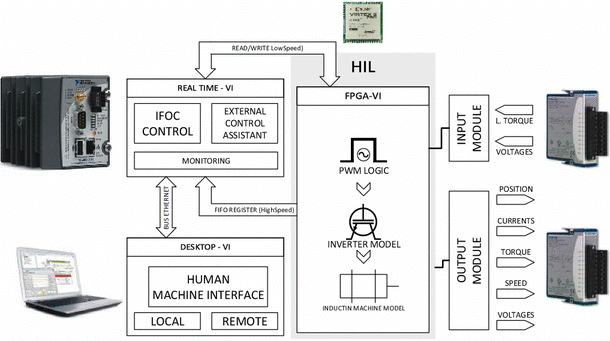 VIRTEX-5
READ/WRITE LowSpeed)
HIL
REAL TIME - VI
IFOC
CONTROL
EXTERNAL
CONTROL
ASSISTANT
MONITORING
FPGA-VI
PWM LOGIC
INVERTER MODEL
INDUCTIN MACHINE MODEL
BUS ETHERNET
FIFO REGISTER (HighSpeed)
DESKTOP - VI
HUMAN
MACHINE INTERFACE
LOCAL
REMOTE
INPUT
MODULE
L. TORQUE
VOLTAGES
OUTPUT
MODULE
POSITION
CURRENTS
TORQUE
SPEED
VOLTAGES